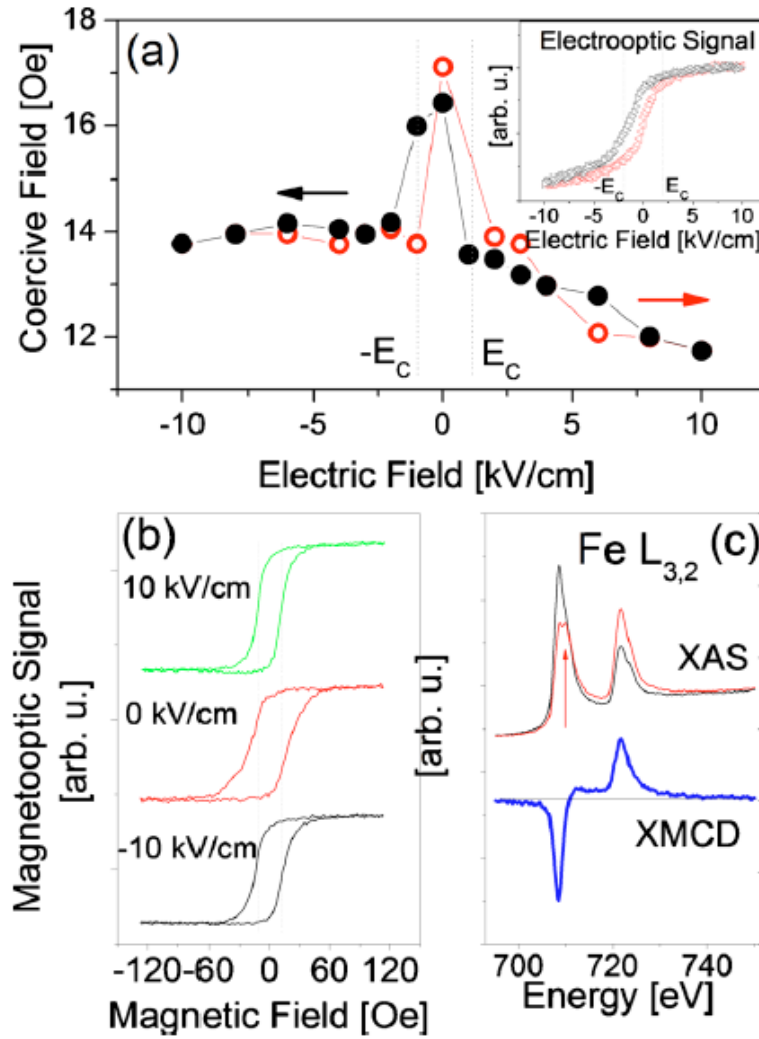 (a)
Coercive Field [Oe]
18
16
14
12
-E_C
E_C
-10
-5
0
5
10
Electric Field [kV/cm]
Electrooptic Signal
[arb. u.]
-E_C
E_C
-10
-5
0
5
10
Electric Field [kV/cm]
(b)
Magnetooptic Signal
[arb. u.]
10 kV/cm
0 kV/cm
-10 kV/cm
-120
-60
0
60
120
Magnetic Field [Oe]
(c)
Fe L3,2
[arb. u.]
XAS
XMCD
700
720
740
Energy [eV]